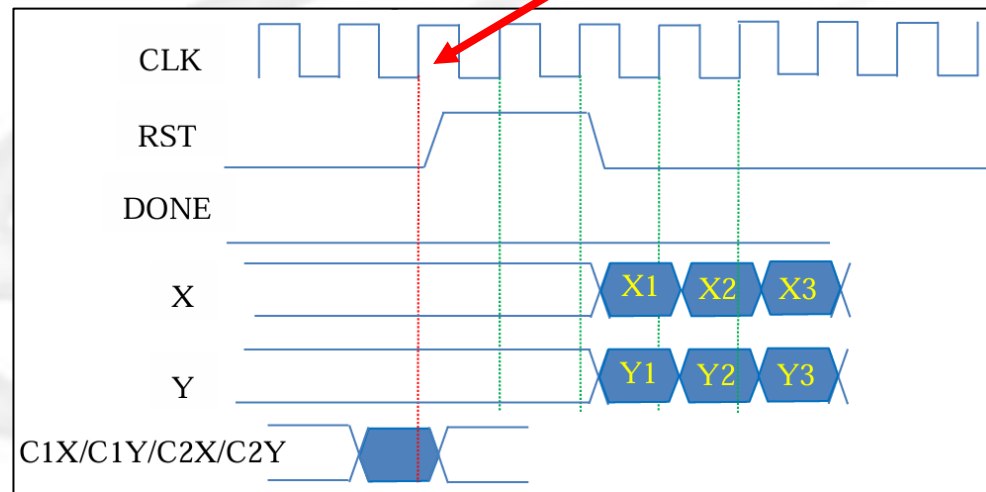 CLK
RST
DONE
X X1 X2 X3
Y Y1 Y2 Y3
C1X/C1Y/C2X/C2Y